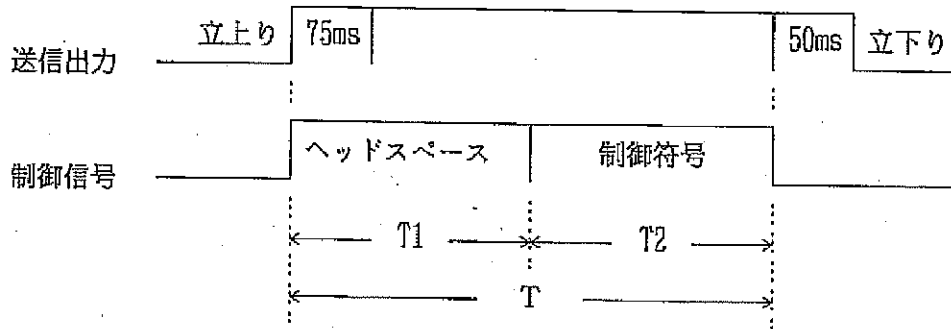 立上り 75ms 50ms 立下り
送信出力
ヘッドスペース 制御符号
制御信号
T1 T2
T